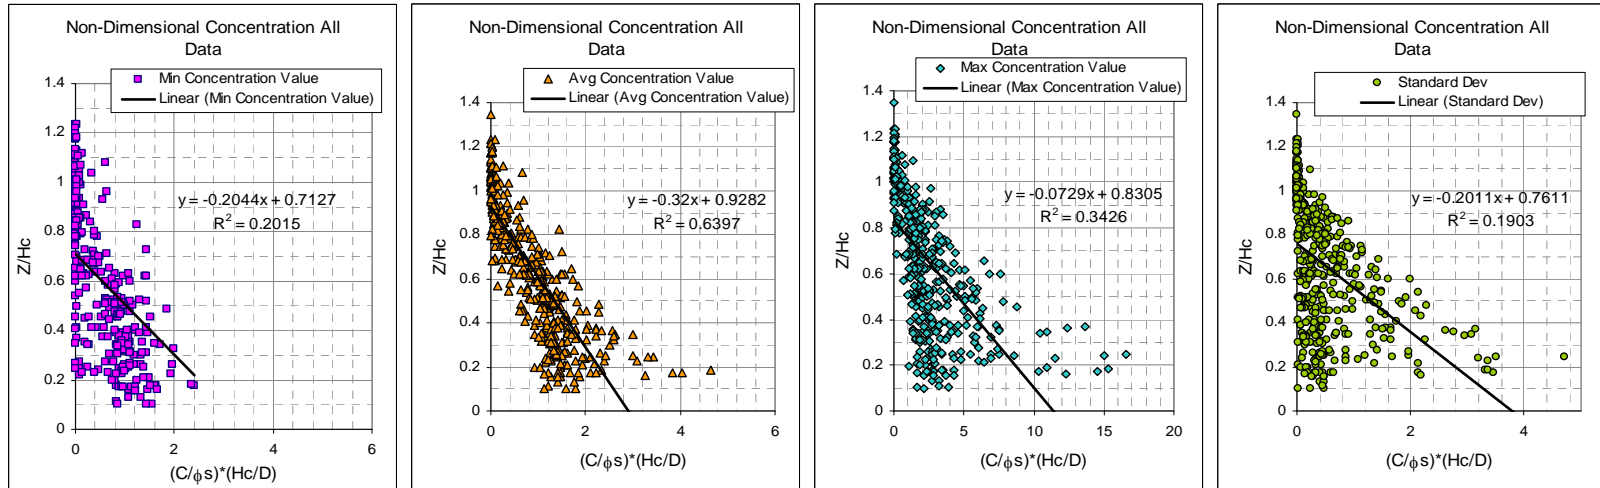 Non-Dimensional Concentration All
Data
Min Concentration Value
Linear (Min Concentration Value)
1.4
1.2
1
0.8
0.6
0.4
0.2
0
Z/Hc
y = -0.2044x + 0.7127
R² = 0.2015
0 2 4 6
(C/ϕs)*(Hc/D)
Non-Dimensional Concentration All
Data
Avg Concentration Value
Linear (Avg Concentration Value)
1.4
1.2
1
0.8
0.6
0.4
0.2
0
Z/Hc
y = -0.32x + 0.9282
R² = 0.6397
0 2 4 6
(C/ϕs)*(Hc/D)
Non-Dimensional Concentration All
Data
Max Concentration Value
Linear (Max Concentration Value)
1.4
1.2
1
0.8
0.6
0.4
0.2
0
Z/Hc
y = -0.0729x + 0.8305
R² = 0.3426
0 5 10 15 20
(C/ϕs)*(Hc/D)
Non-Dimensional Concentration All
Data
Standard Dev
Linear (Standard Dev)
1.4
1.2
1
0.8
0.6
0.4
0.2
0
Z/Hc
y = -0.2011x + 0.7611
R² = 0.1903
0 2 4
(C/ϕs)*(Hc/D)